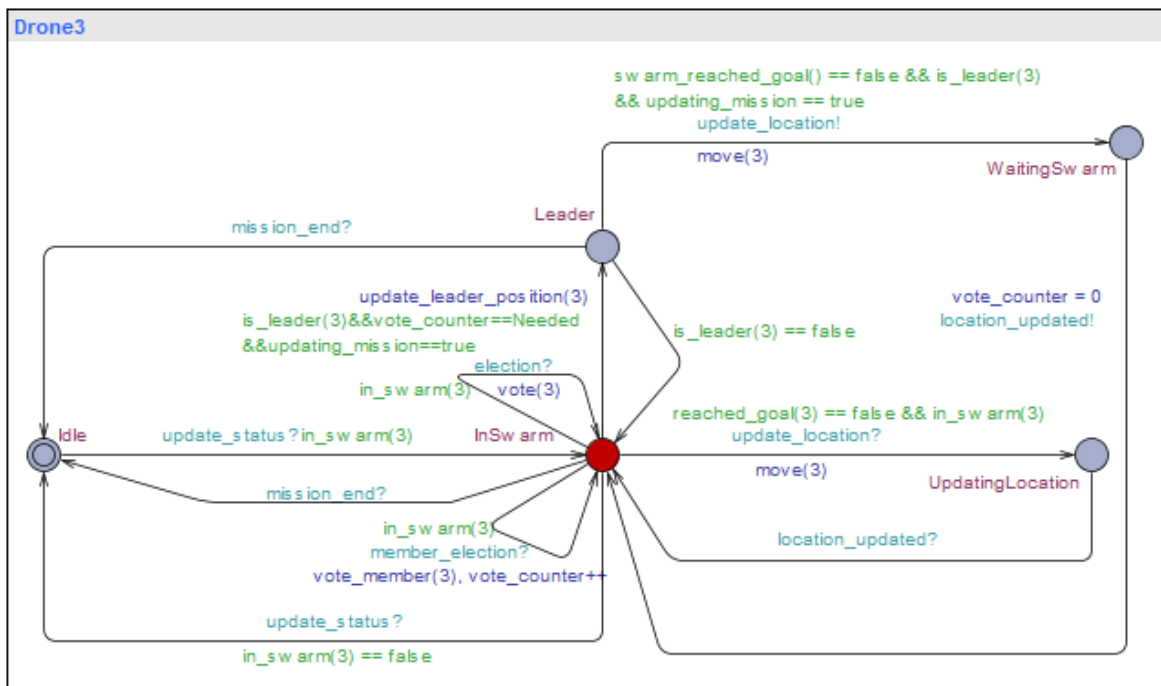 Drone3
swarm_reached_goal() == false && is_leader(3)
&& updating_mission == true
update_location!
move(3)
WaitingSwarm
Leader
mission_end?
update_leader_position(3)
is_leader(3)&&vote_counter==Needed
&&updating_mission==true
vote_counter = 0
location_updated!
is_leader(3) == false
election?
in_swarm(3) vote(3)
reached_goal(3) == false && in_swarm(3)
Idle
update_status? in_swarm(3)
InSwarm
update_location?
move(3)
UpdatingLocation
mission_end?
in_swarm(3)
member_election?
vote_member(3), vote_counter++
location_updated?
update_status?
in_swarm(3) == false